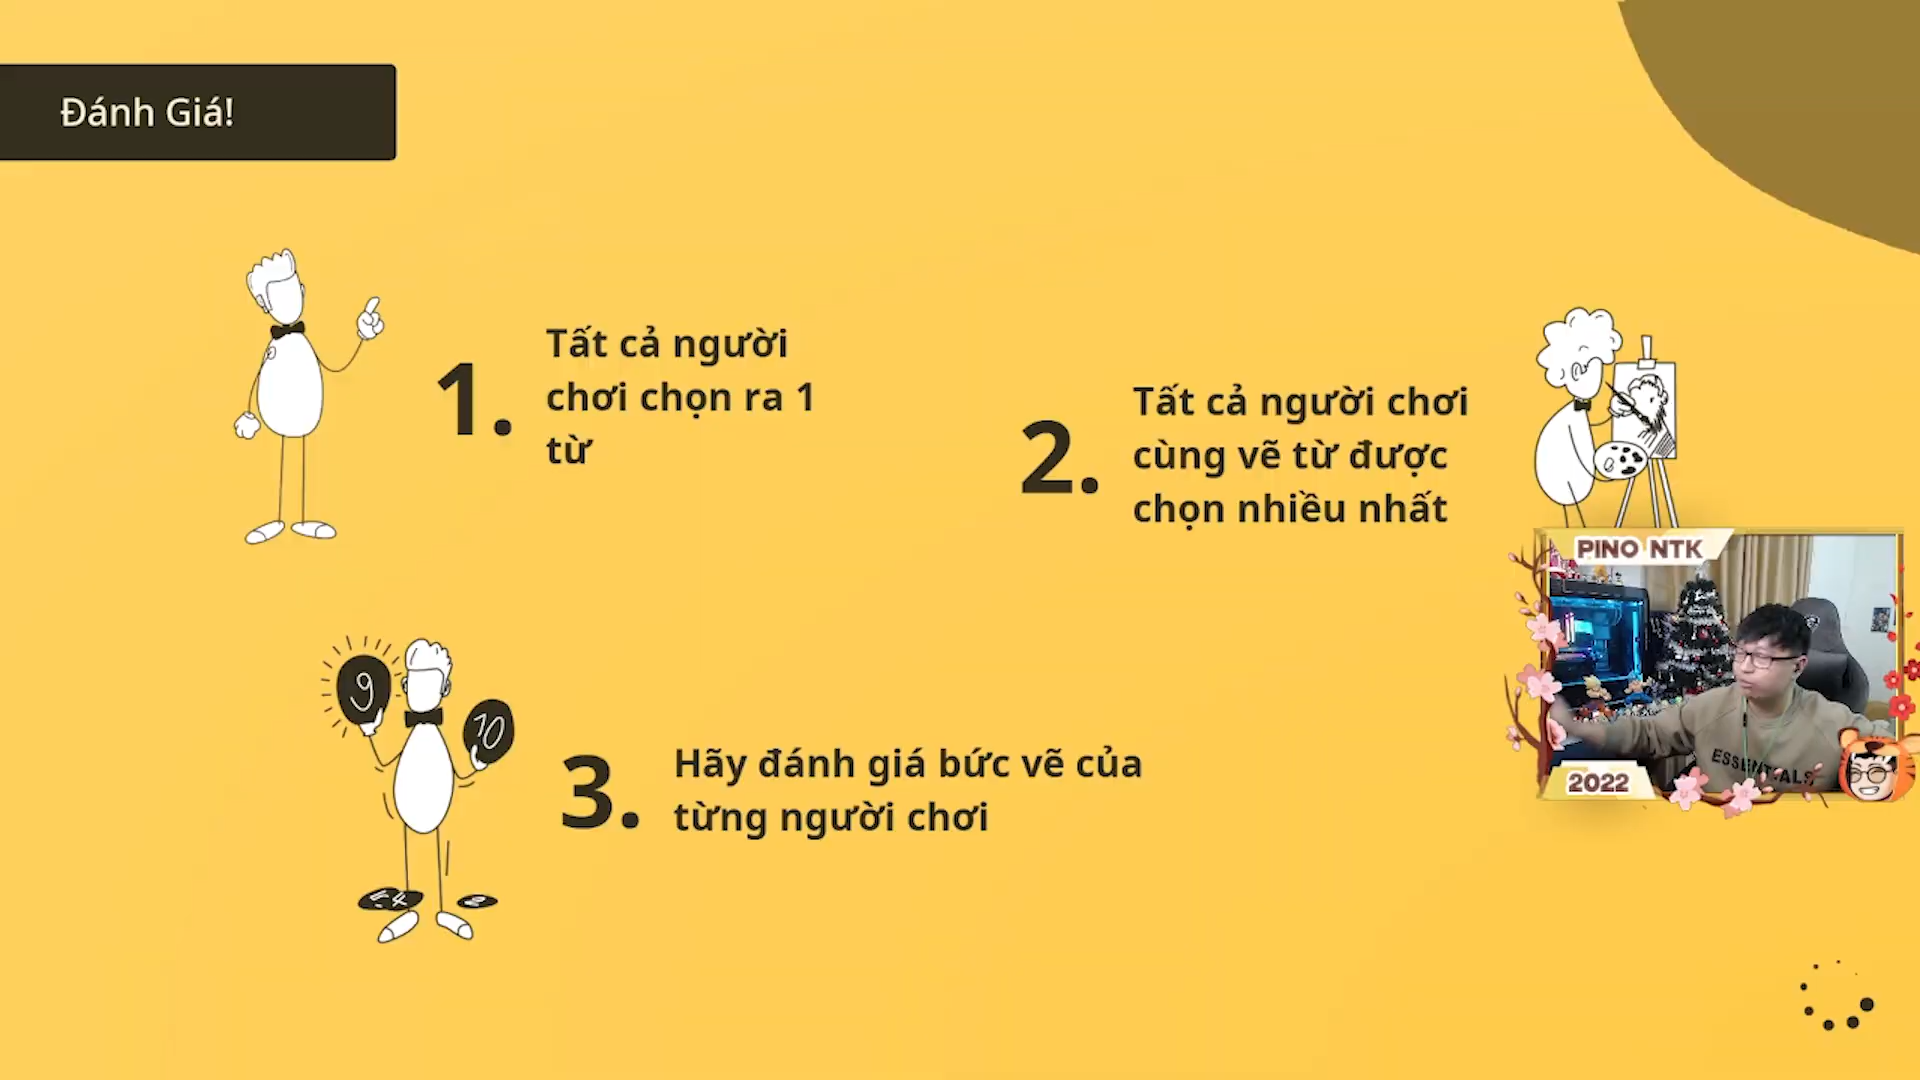 Đánh Giá!
1.
Tất cả người
chơi chọn ra 1
từ
2.
Tất cả người chơi
cùng vẽ từ được
chọn nhiều nhất
PINO NTK
ESSENTIALS
2022
9
10
3.
Hãy đánh giá bức vẽ của
từng người chơi
4